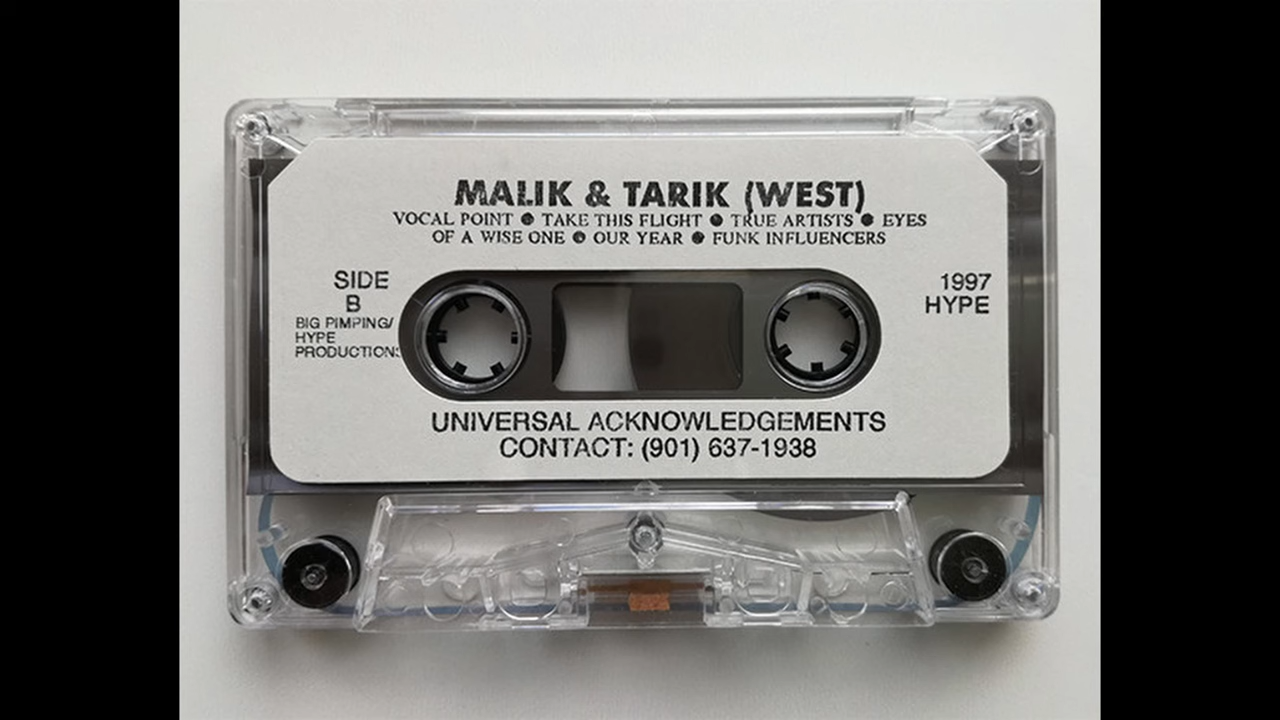 MALIK & TARIK (WEST)
VOCAL POINT ● TAKE THIS FLIGHT ● TRUE ARTISTS ● EYES
OF A WISE ONE ● OUR YEAR ● FUNK INFLUENCERS
SIDE
B
BIG PIMPING/
HYPE
PRODUCTIONS
1997
HYPE
UNIVERSAL ACKNOWLEDGEMENTS
CONTACT: (901) 637-1938